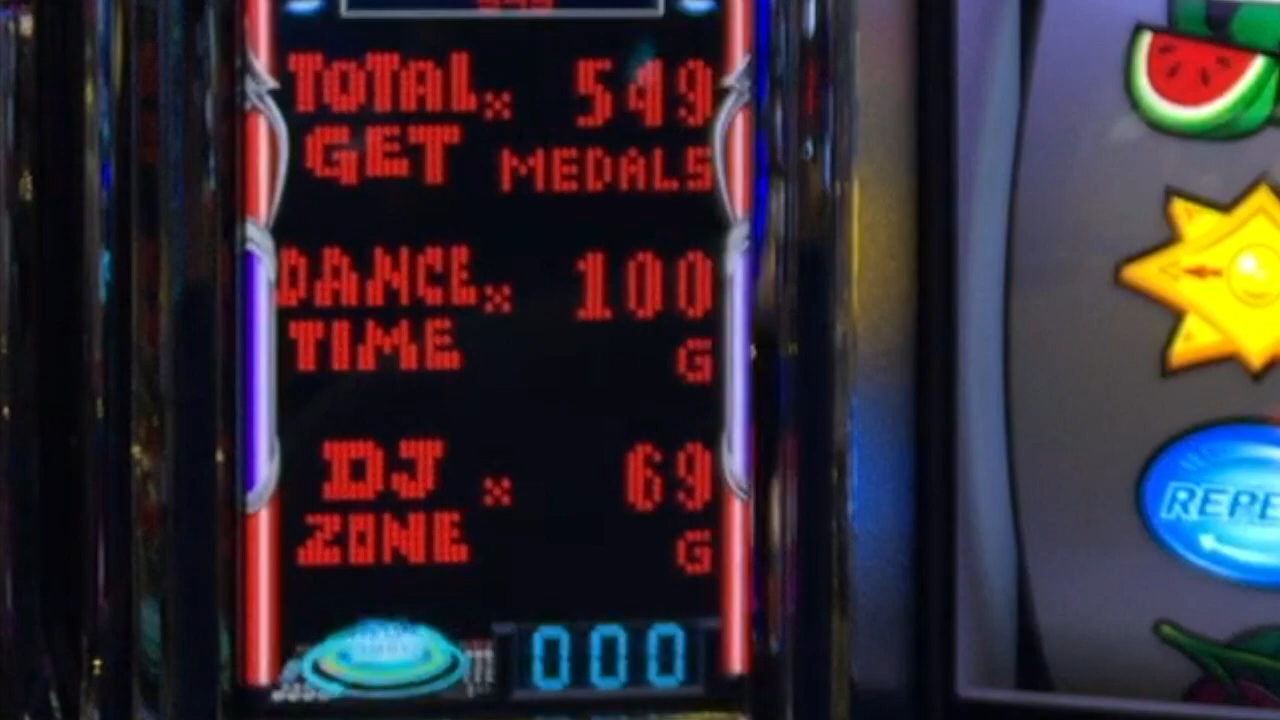 TOTAL × 549
GET MEDALS
DANCE × 100
TIME G
DJ × 69
ZONE G
000
REPE